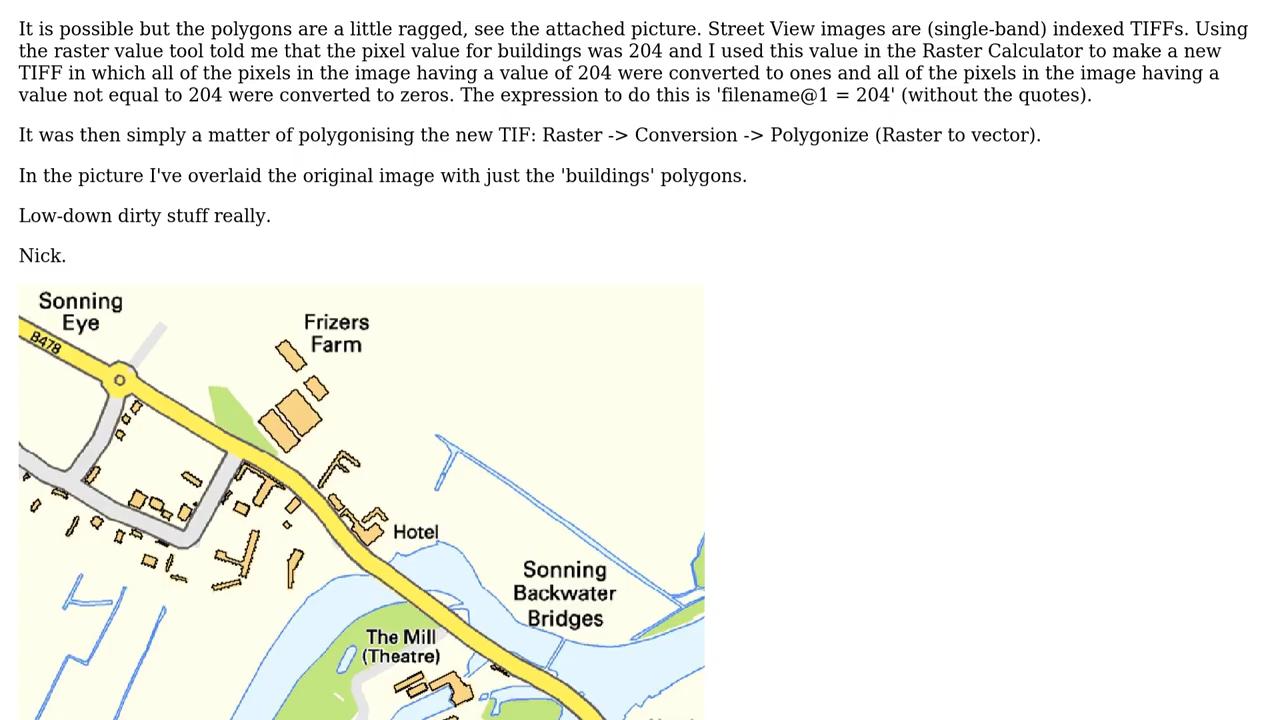 It is possible but the polygons are a little ragged, see the attached picture. Street View images are (single-band) indexed TIFFs. Using
the raster value tool told me that the pixel value for buildings was 204 and I used this value in the Raster Calculator to make a new
TIFF in which all of the pixels in the image having a value of 204 were converted to ones and all of the pixels in the image having a
value not equal to 204 were converted to zeros. The expression to do this is 'filename@1 = 204' (without the quotes).
It was then simply a matter of polygonising the new TIF: Raster -> Conversion -> Polygonize (Raster to vector).
In the picture I've overlaid the original image with just the 'buildings' polygons.
Low-down dirty stuff really.
Nick.
Sonning
Eye
B478
Frizers
Farm
Hotel
Sonning
Backwater
Bridges
The Mill
(Theatre)